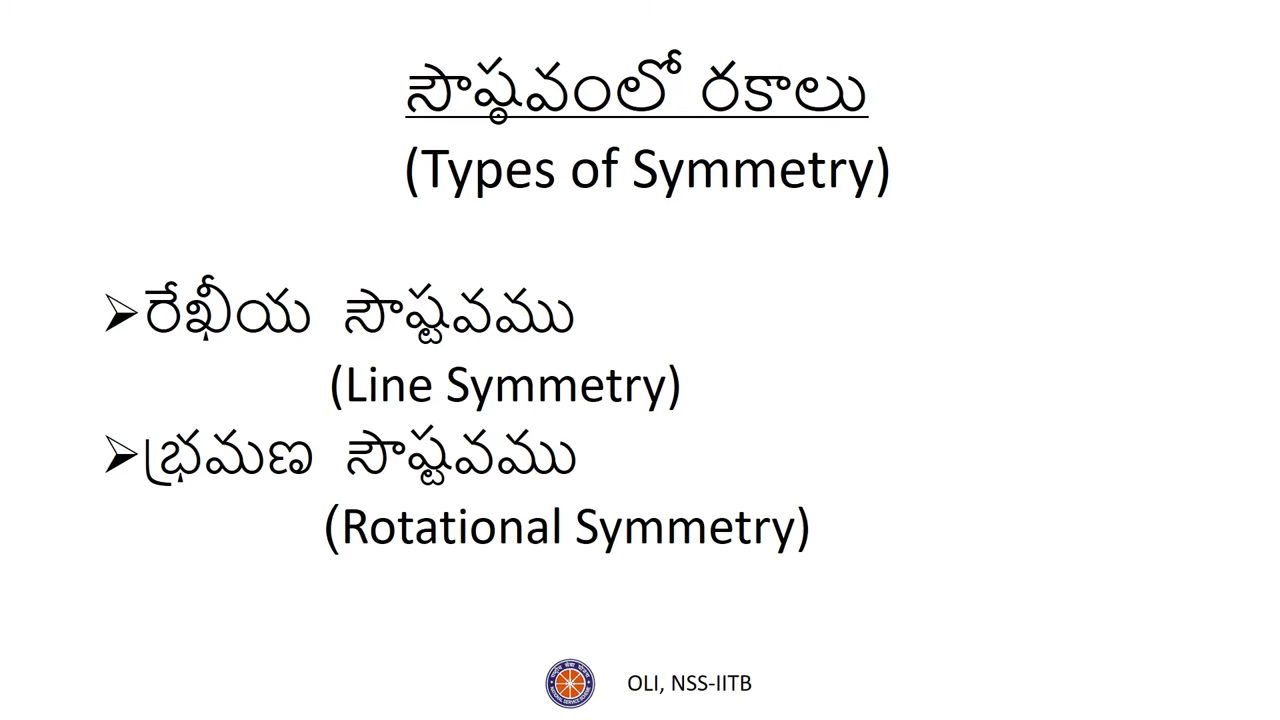 సౌష్ఠవంలో రకాలు
(Types of Symmetry)
➢రేఖీయ సౌష్టవము
(Line Symmetry)
➢భ్రమణ సౌష్టవము
(Rotational Symmetry)
OLI, NSS-IITB